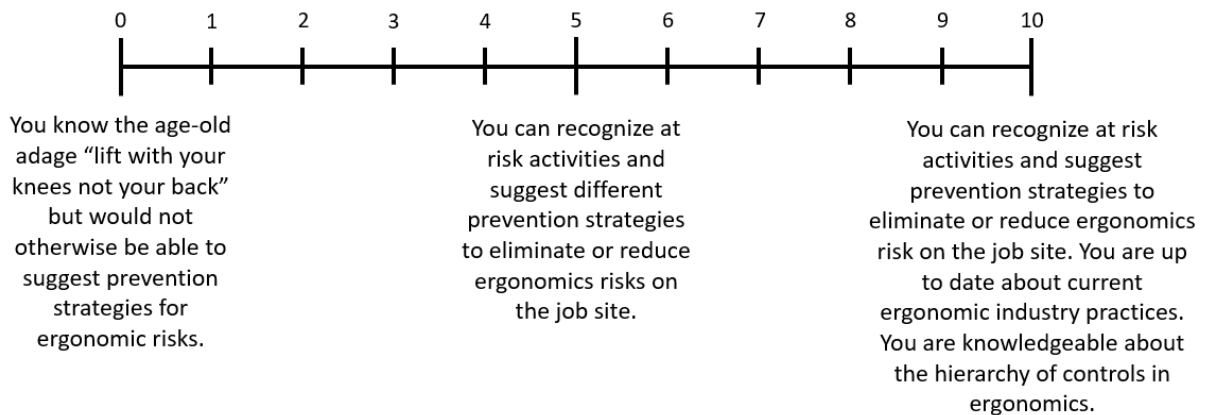 0 1 2 3 4 5 6 7 8 9 10
You know the age-old
adage “lift with your
knees not your back”
but would not
otherwise be able to
suggest prevention
strategies for
ergonomic risks.
You can recognize at
risk activities and
suggest different
prevention strategies
to eliminate or reduce
ergonomics risks on
the job site.
You can recognize at risk
activities and suggest
prevention strategies to
eliminate or reduce ergonomics
risk on the job site. You are up
to date about current
ergonomic industry practices.
You are knowledgeable about
the hierarchy of controls in
ergonomics.